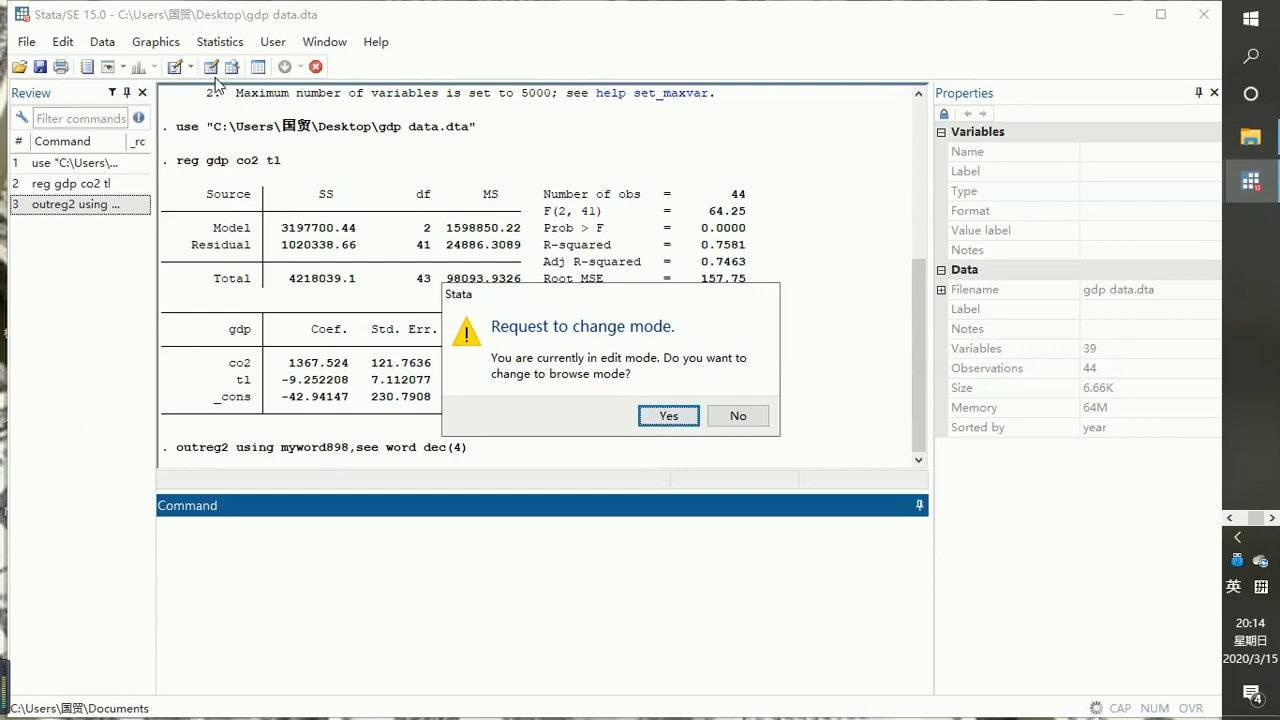 Stata/SE 15.0 - C:\Users\国贸\Desktop\gdp data.dta
File Edit Data Graphics Statistics User Window Help
Review
Filter commands
# Command _rc
1 use "C:\Users\...
2 reg gdp co2 tl
3 outreg2 using ...
Maximum number of variables is set to 5000; see help set_maxvar.
. use "C:\Users\国贸\Desktop\gdp data.dta"
. reg gdp co2 tl
Source SS df MS Number of obs = 44
F(2, 41) = 64.25
Model 3197700.44 2 1598850.22 Prob > F = 0.0000
Residual 1020338.66 41 24886.3089 R-squared = 0.7581
Adj R-squared = 0.7463
Total 4218039.1 43 98093.9326 Root MSE = 157.75
gdp Coef. Std. Err.
co2 1367.524 121.7636
tl -9.252208 7.112077
_cons -42.94147 230.7908
. outreg2 using myword898,see word dec(4)
Stata
Request to change mode.
You are currently in edit mode. Do you want to
change to browse mode?
Yes No
Command
Properties
Variables
Name
Label
Type
Format
Value label
Notes
Data
Filename gdp data.dta
Label
Notes
Variables 39
Observations 44
Size 6.66K
Memory 64M
Sorted by year
C:\Users\国贸\Documents
CAP NUM OVR
英 拼
20:14
星期日
2020/3/15
4